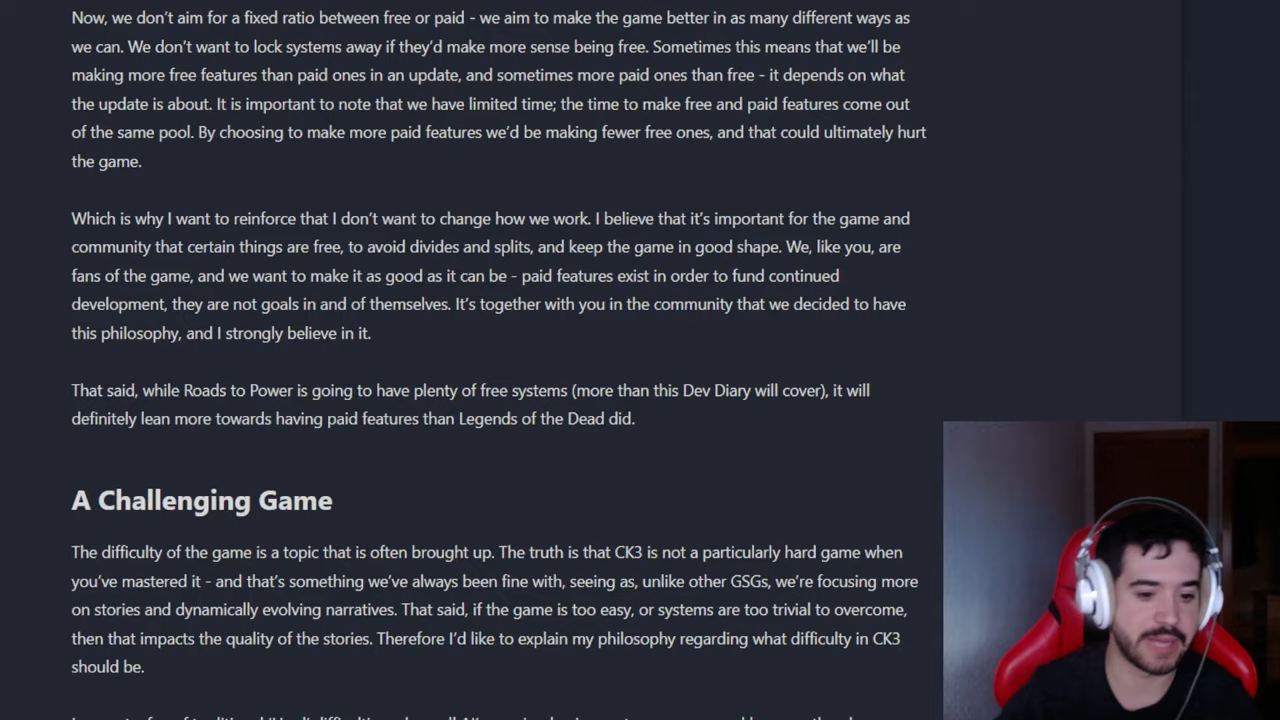 Now, we don't aim for a fixed ratio between free or paid - we aim to make the game better in as many different ways as
we can. We don't want to lock systems away if they'd make more sense being free. Sometimes this means that we'll be
making more free features than paid ones in an update, and sometimes more paid ones than free - it depends on what
the update is about. It is important to note that we have limited time; the time to make free and paid features come out
of the same pool. By choosing to make more paid features we'd be making fewer free ones, and that could ultimately hurt
the game.
Which is why I want to reinforce that I don't want to change how we work. I believe that it's important for the game and
community that certain things are free, to avoid divides and splits, and keep the game in good shape. We, like you, are
fans of the game, and we want to make it as good as it can be - paid features exist in order to fund continued
development, they are not goals in and of themselves. It's together with you in the community that we decided to have
this philosophy, and I strongly believe in it.
That said, while Roads to Power is going to have plenty of free systems (more than this Dev Diary will cover), it will
definitely lean more towards having paid features than Legends of the Dead did.
A Challenging Game
The difficulty of the game is a topic that is often brought up. The truth is that CK3 is not a particularly hard game when
you've mastered it - and that's something we've always been fine with, seeing as, unlike other GSGs, we're focusing more
on stories and dynamically evolving narratives. That said, if the game is too easy, or systems are too trivial to overcome,
then that impacts the quality of the stories. Therefore I'd like to explain my philosophy regarding what difficulty in CK3
should be.